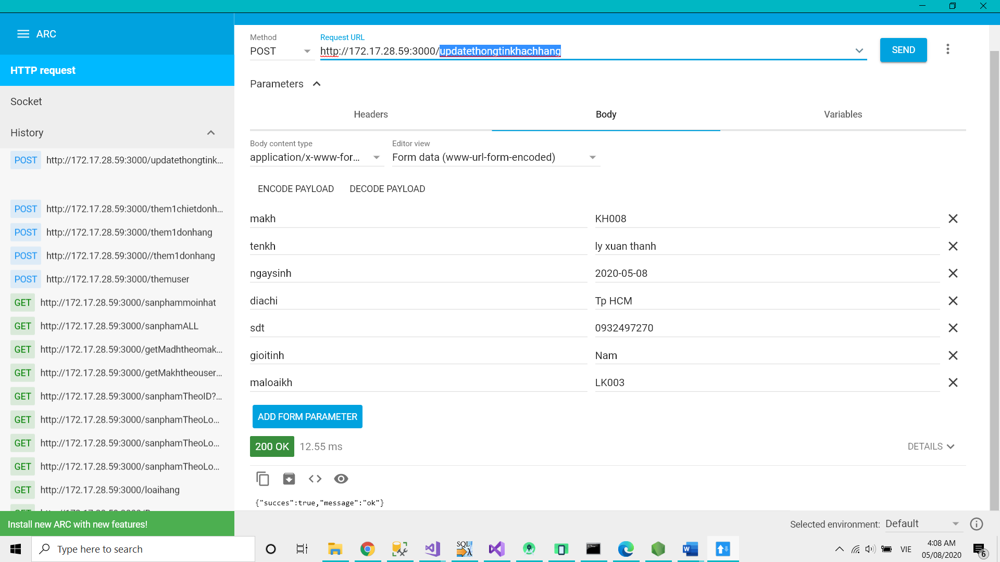 ARC
HTTP request
Socket
History
POST http://172.17.28.59:3000/updatethongtink...
POST http://172.17.28.59:3000/them1chietdonh...
POST http://172.17.28.59:3000/them1donhang
POST http://172.17.28.59:3000//them1donhang
POST http://172.17.28.59:3000/themuser
GET http://172.17.28.59:3000/sanphammoinhat
GET http://172.17.28.59:3000/sanphamALL
GET http://172.17.28.59:3000/getMadhtheomak...
GET http://172.17.28.59:3000/getMakhtheouser...
GET http://172.17.28.59:3000/sanphamTheoID?...
GET http://172.17.28.59:3000/sanphamTheoLo...
GET http://172.17.28.59:3000/sanphamTheoLo...
GET http://172.17.28.59:3000/sanphamTheoLo...
GET http://172.17.28.59:3000/loaihang
Install new ARC with new features!
Method
POST
Request URL
http://172.17.28.59:3000/updatethongtinkhachhang
SEND
Parameters
Headers Body Variables
Body content type
application/x-www-for...
Editor view
Form data (www-url-form-encoded)
ENCODE PAYLOAD DECODE PAYLOAD
makh KH008
tenkh ly xuan thanh
ngaysinh 2020-05-08
diachi Tp HCM
sdt 0932497270
gioitinh Nam
maloaikh LK003
ADD FORM PARAMETER
200 OK 12.55 ms
DETAILS
{"succes":true,"message":"ok"}
Selected environment: Default
Type here to search
SQL
VIE
4:08 AM
05/08/2020
6